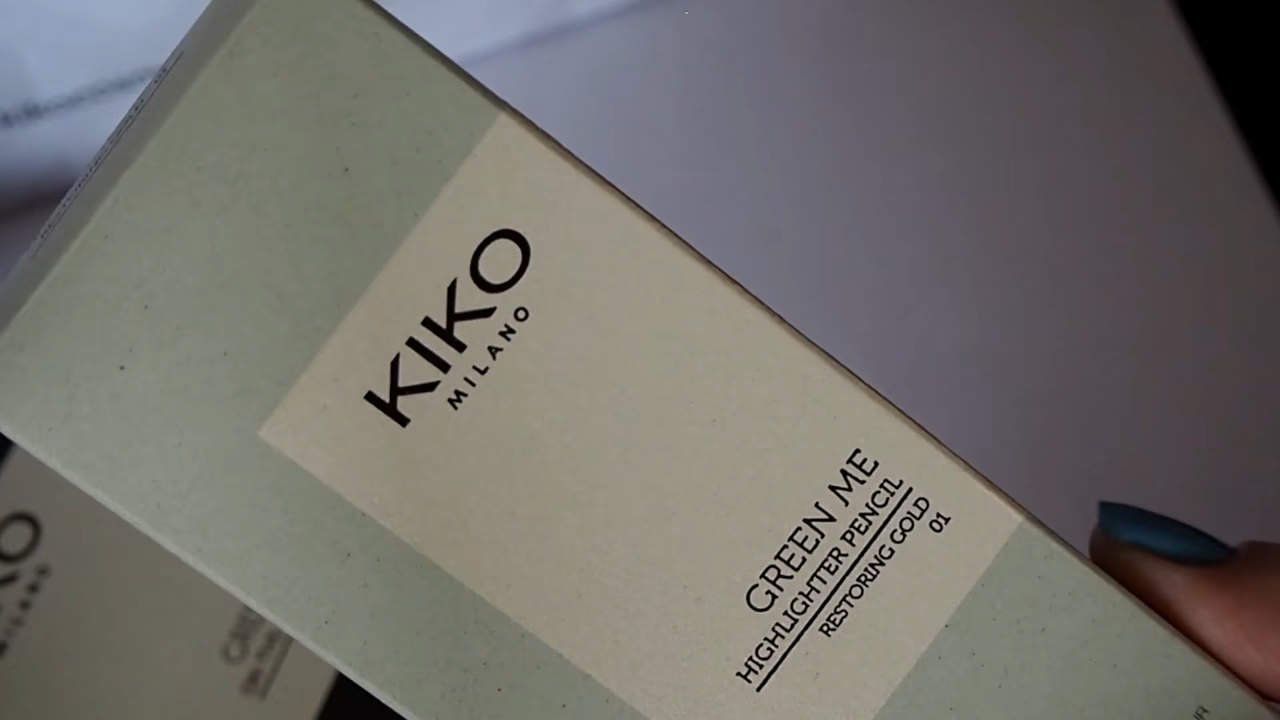 KIKO
MILANO
GREEN ME
HIGHLIGHTER PENCIL
RESTORING GOLD
01